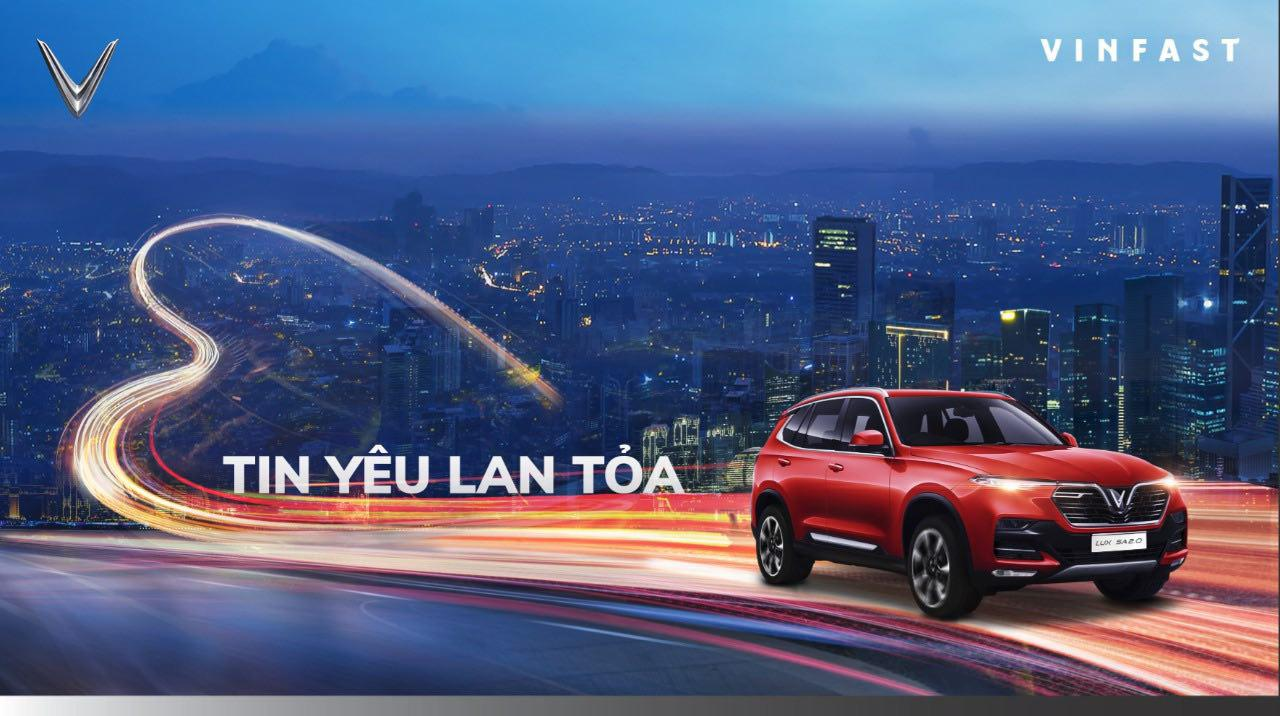 VINFAST
TIN YÊU LAN TỎA
LUX SA2.0